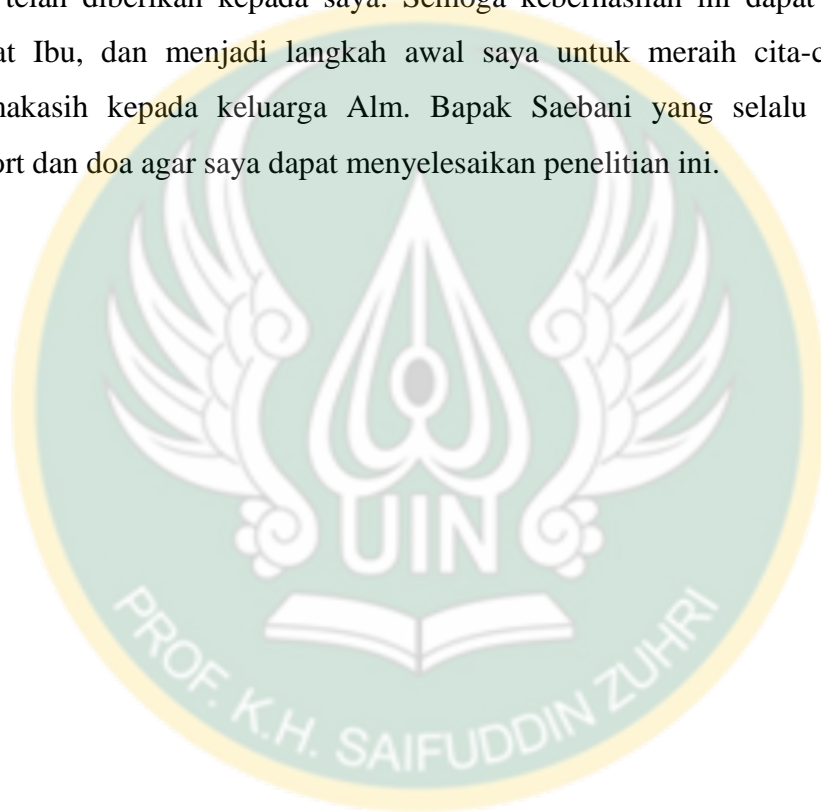 telah diberikan kepada saya. Semoga keberhasilan ini dapat
at Ibu, dan menjadi langkah awal saya untuk meraih cita-c
nakasih kepada keluarga Alm. Bapak Saebani yang selalu
ort dan doa agar saya dapat menyelesaikan penelitian ini.
UIN
PROF. K.H. SAIFUDDIN ZUHRI